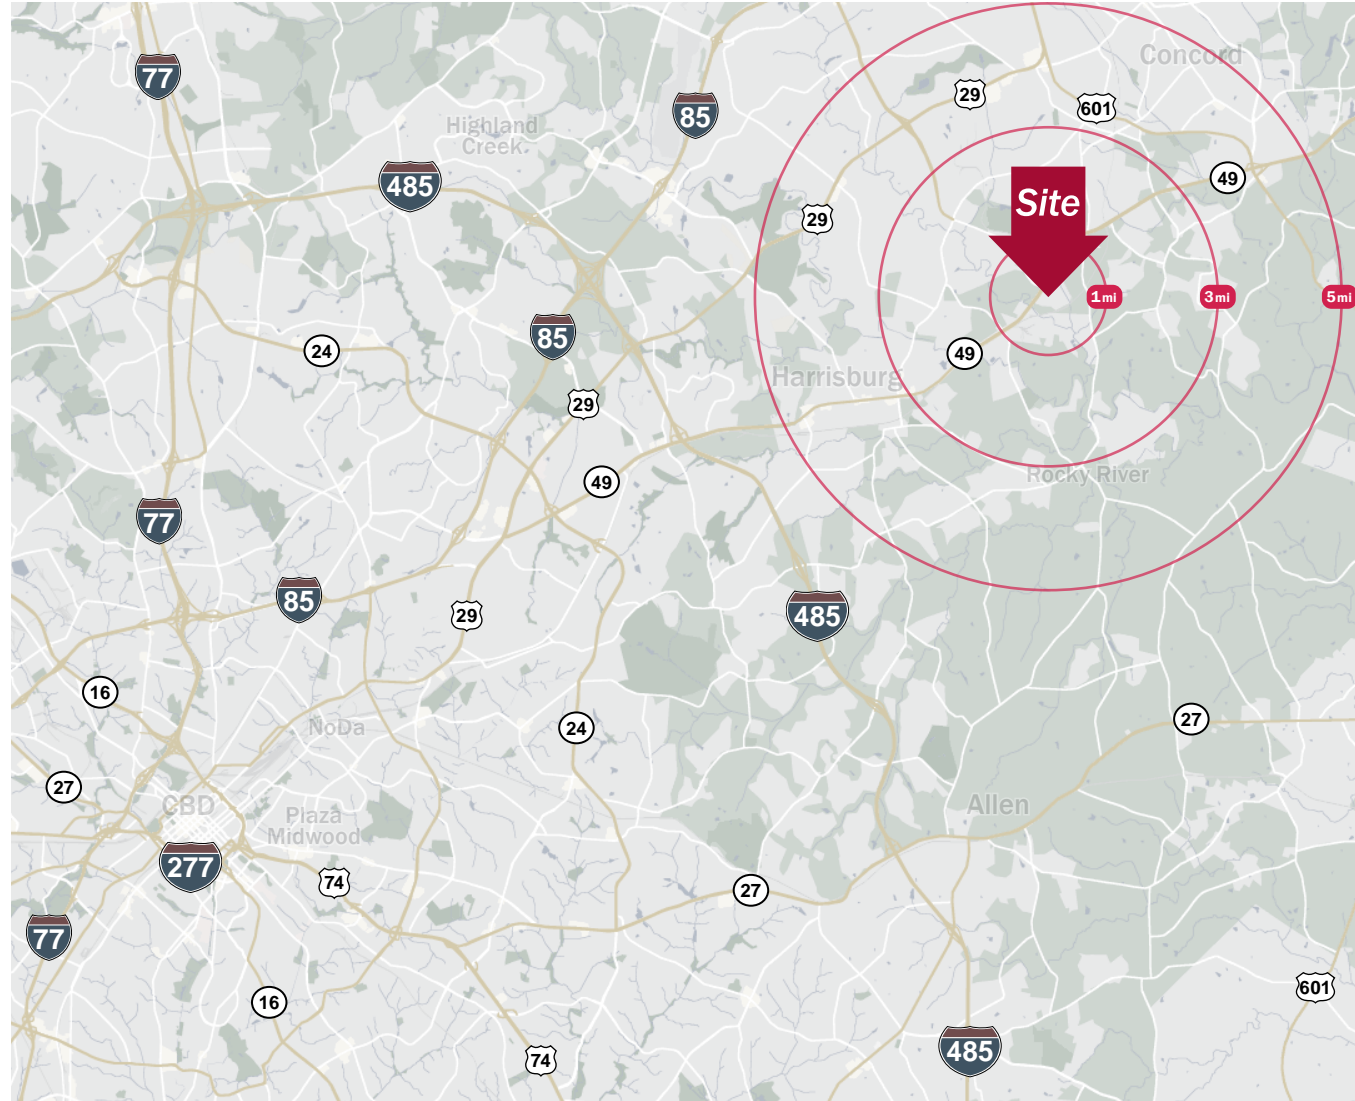 Concord
77
29
601
85
Highland
Creek
49
485
Site
29
1mi
3mi
5mi
85
24
49
Harrisburg
29
Rocky River
49
77
85
485
29
16
27
NoDa
24
27
CBD
Allen
Plaza
Midwood
277
74
27
77
601
16
485
74